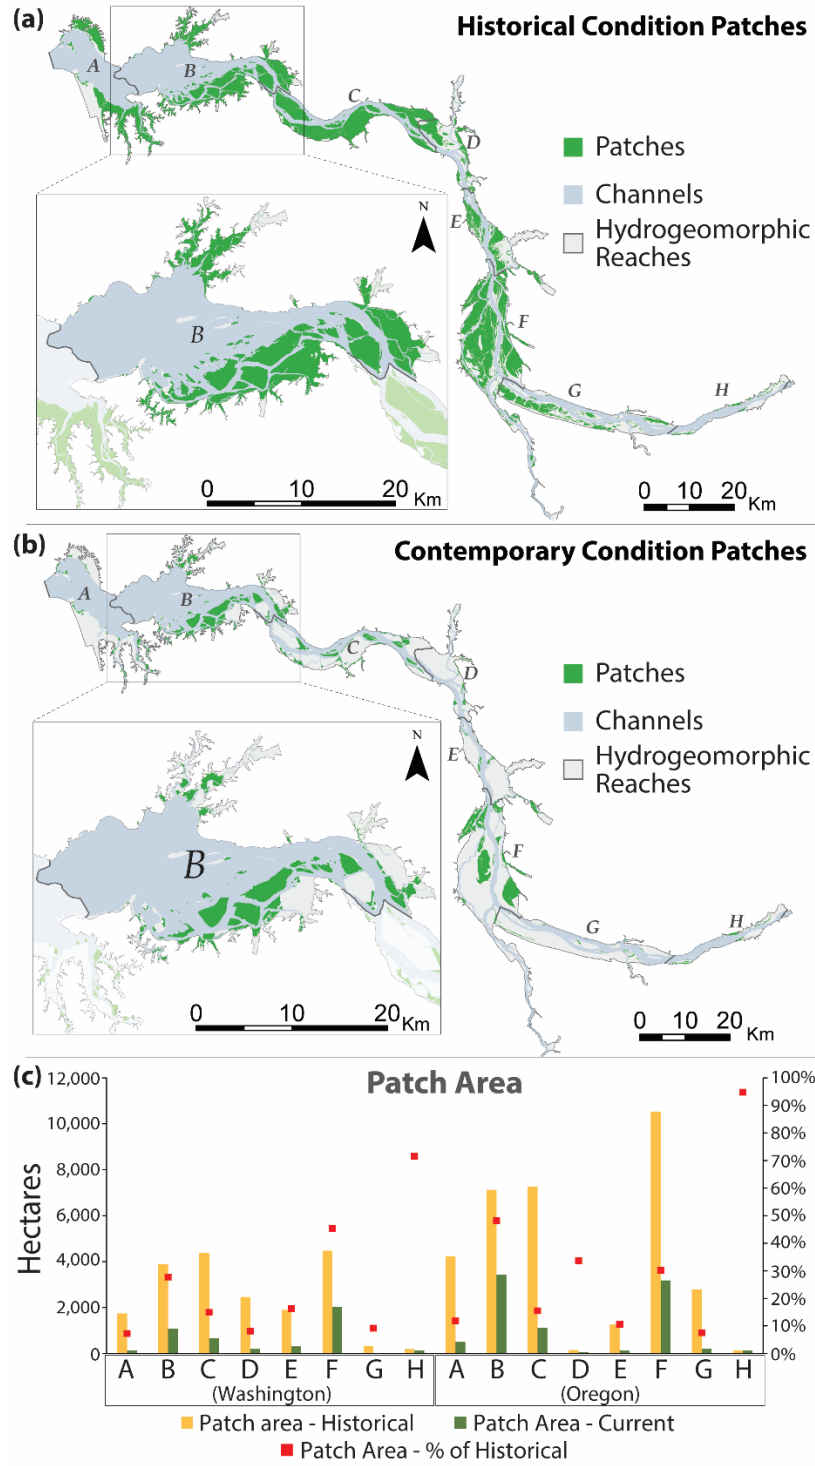 (a)
Historical Condition Patches
A
B
C
D
E
F
G
H
Patches
Channels
Hydrogeomorphic
Reaches
N
B
0 10 20
Km
0 10 20
Km
(b)
Contemporary Condition Patches
A
B
C
D
E
F
G
H
Patches
Channels
Hydrogeomorphic
Reaches
N
B
0 10 20
Km
0 10 20
Km
(c)
Patch Area
12,000
10,000
8,000
6,000
4,000
2,000
0
Hectares
100%
90%
80%
70%
60%
50%
40%
30%
20%
10%
0%
A B C D E F G H A B C D E F G H
(Washington) (Oregon)
Patch area - Historical Patch Area - Current
Patch Area - % of Historical